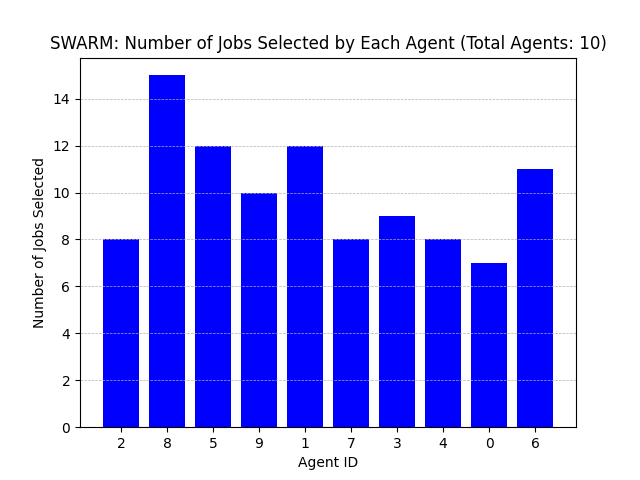 SWARM: Number of Jobs Selected by Each Agent (Total Agents: 10)
14
12
10
8
6
4
2
0
Number of Jobs Selected
2 8 5 9 1 7 3 4 0 6
Agent ID